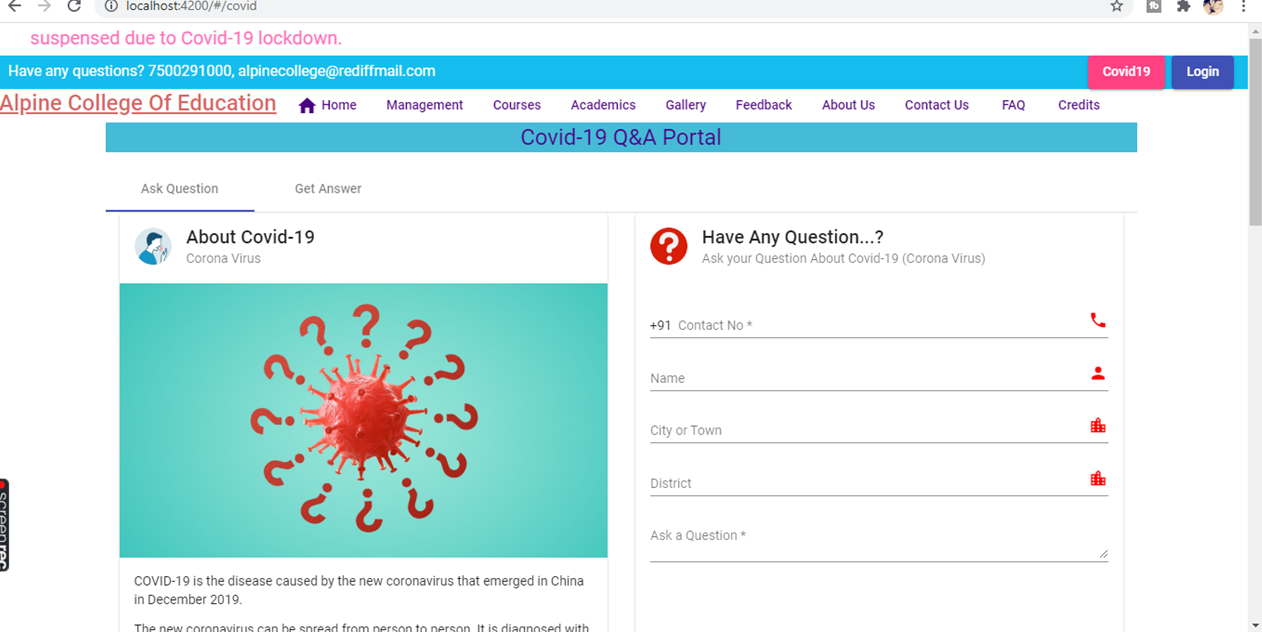 localhost:4200/#/covid
suspensed due to Covid-19 lockdown.
Have any questions? 7500291000, alpinecollege@rediffmail.com
Covid19 Login
Alpine College Of Education Home Management Courses Academics Gallery Feedback About Us Contact Us FAQ Credits
Covid-19 Q&A Portal
Ask Question Get Answer
About Covid-19
Corona Virus
COVID-19 is the disease caused by the new coronavirus that emerged in China
in December 2019.
The new coronavirus can be spread from person to person. It is diagnosed with
Have Any Question...?
Ask your Question About Covid-19 (Corona Virus)
+91 Contact No *
Name
City or Town
District
Ask a Question *
screenrec